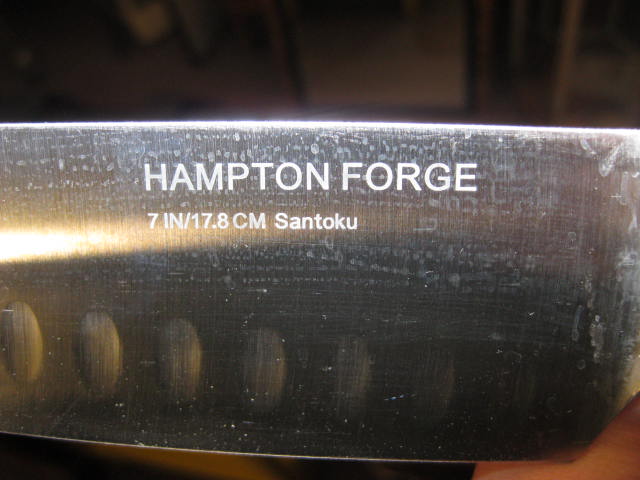 HAMPTON FORGE
7 IN/17.8 CM Santoku